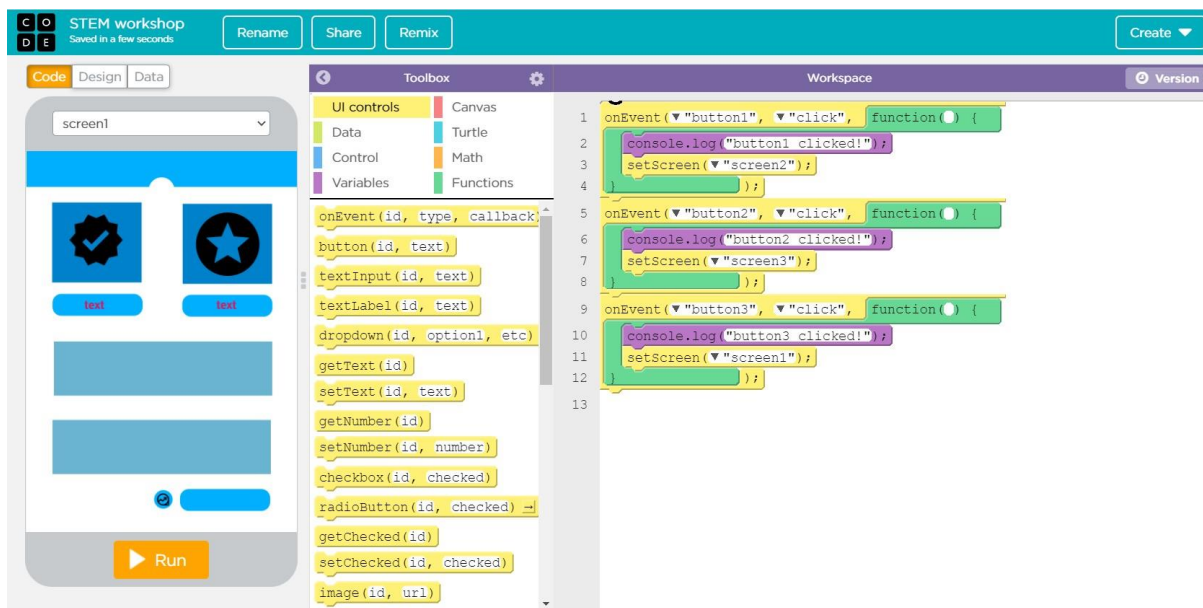 C O
D E
STEM workshop
Saved in a few seconds
Rename
Share
Remix
Create
Code
Design
Data
screen1
text
text
Run
Toolbox
UI controls
Canvas
Data
Turtle
Control
Math
Variables
Functions
onEvent(id, type, callback)
button(id, text)
textInput(id, text)
textLabel(id, text)
dropdown(id, option1, etc)
getText(id)
setText(id, text)
getNumber(id)
setNumber(id, number)
checkbox(id, checked)
radioButton(id, checked)
getChecked(id)
setChecked(id, checked)
image(id, url)
Workspace
Version
1 onEvent(▼"button1", ▼"click", function( ) {
2 console.log("button1 clicked!");
3 setScreen(▼"screen2");
4 } );
5 onEvent(▼"button2", ▼"click", function( ) {
6 console.log("button2 clicked!");
7 setScreen(▼"screen3");
8 } );
9 onEvent(▼"button3", ▼"click", function( ) {
10 console.log("button3 clicked!");
11 setScreen(▼"screen1");
12 } );
13